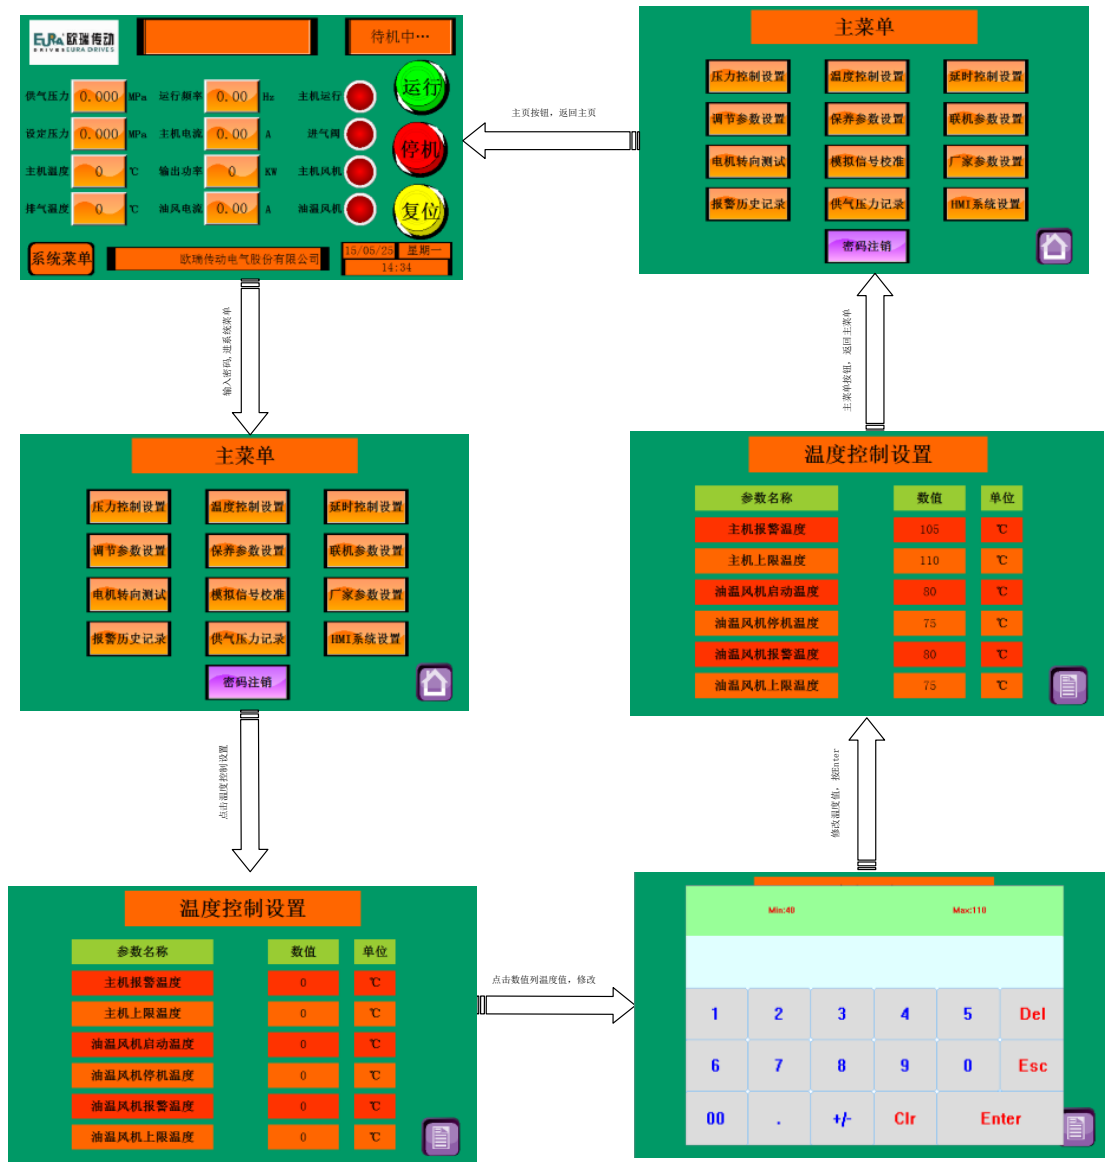 EURA 欧瑞传动
DRIVES EURA DRIVES
待机中···
供气压力 0.000 MPa 运行频率 0.00 Hz 主机运行 运行
设定压力 0.000 MPa 主机电流 0.00 A 进气阀 停机
主机温度 0 ℃ 输出功率 0 KW 主机风机
排气温度 0 ℃ 油风电流 0.00 A 油温风机 复位
系统菜单 欧瑞传动电气股份有限公司 15/05/25 星期一
14:34
输入密码,进系统菜单
主菜单
压力控制设置 温度控制设置 延时控制设置
调节参数设置 保养参数设置 联机参数设置
电机转向测试 模拟信号校准 厂家参数设置
报警历史记录 供气压力记录 HMI系统设置
密码注销
点击温度控制设置
温度控制设置
参数名称 数值 单位
主机报警温度 0 ℃
主机上限温度 0 ℃
油温风机启动温度 0 ℃
油温风机停机温度 0 ℃
油温风机报警温度 0 ℃
油温风机上限温度 0 ℃
点击数值列温度值，修改
Min:40 Max:110
1 2 3 4 5 Del
6 7 8 9 0 Esc
00 . +/- Clr Enter
修改温度值，按Enter
温度控制设置
参数名称 数值 单位
主机报警温度 105 ℃
主机上限温度 110 ℃
油温风机启动温度 80 ℃
油温风机停机温度 75 ℃
油温风机报警温度 80 ℃
油温风机上限温度 75 ℃
主菜单按钮，返回主菜单
主菜单
压力控制设置 温度控制设置 延时控制设置
调节参数设置 保养参数设置 联机参数设置
电机转向测试 模拟信号校准 厂家参数设置
报警历史记录 供气压力记录 HMI系统设置
密码注销
主页按钮，返回主页